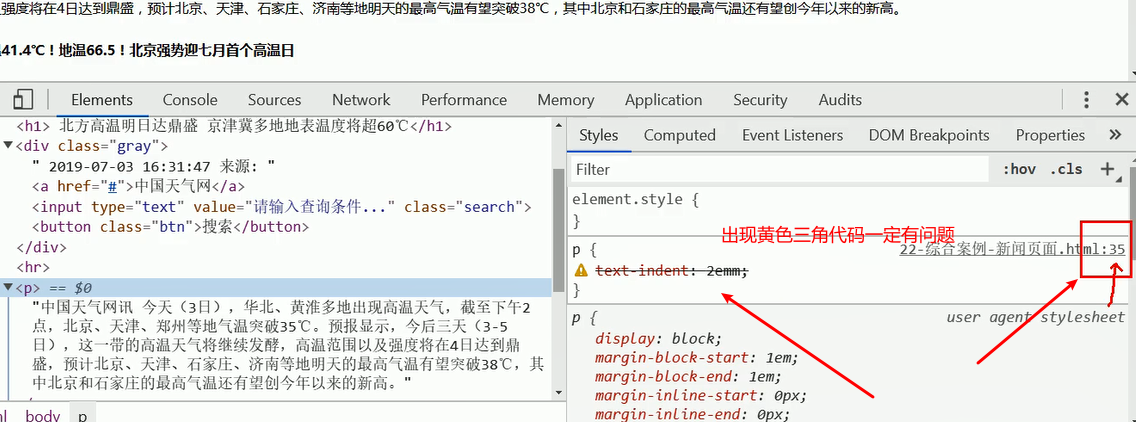 强度将在4日达到鼎盛，预计北京、天津、石家庄、济南等地明天的最高气温有望突破38℃，其中北京和石家庄的最高气温还有望创今年以来的新高。
41.4℃！地温66.5！北京强势迎七月首个高温日
Elements Console Sources Network Performance Memory Application Security Audits
<h1> 北方高温明日达鼎盛 京津冀多地地表温度将超60℃</h1>
▼<div class="gray">
" 2019-07-03 16:31:47 来源: "
<a href="#">中国天气网</a>
<input type="text" value="请输入查询条件..." class="search">
<button class="btn">搜索</button>
</div>
<hr>
▼<p> == $0
"中国天气网讯 今天（3日），华北、黄淮多地出现高温天气，截至下午2
点，北京、天津、郑州等地气温突破35℃。预报显示，今后三天（3-5
日），这一带的高温天气将继续发酵，高温范围以及强度将在4日达到鼎
盛，预计北京、天津、石家庄、济南等地明天的最高气温有望突破38℃，其
中北京和石家庄的最高气温还有望创今年以来的新高。"
body p
Styles Computed Event Listeners DOM Breakpoints Properties »
Filter :hov .cls +
element.style {
}
出现黄色三角代码一定有问题
p { 22-综合案例-新闻页面.html:35
text-indent: 2emm;
}
p { user agent stylesheet
display: block;
margin-block-start: 1em;
margin-block-end: 1em;
margin-inline-start: 0px;
margin-inline-end: 0px;